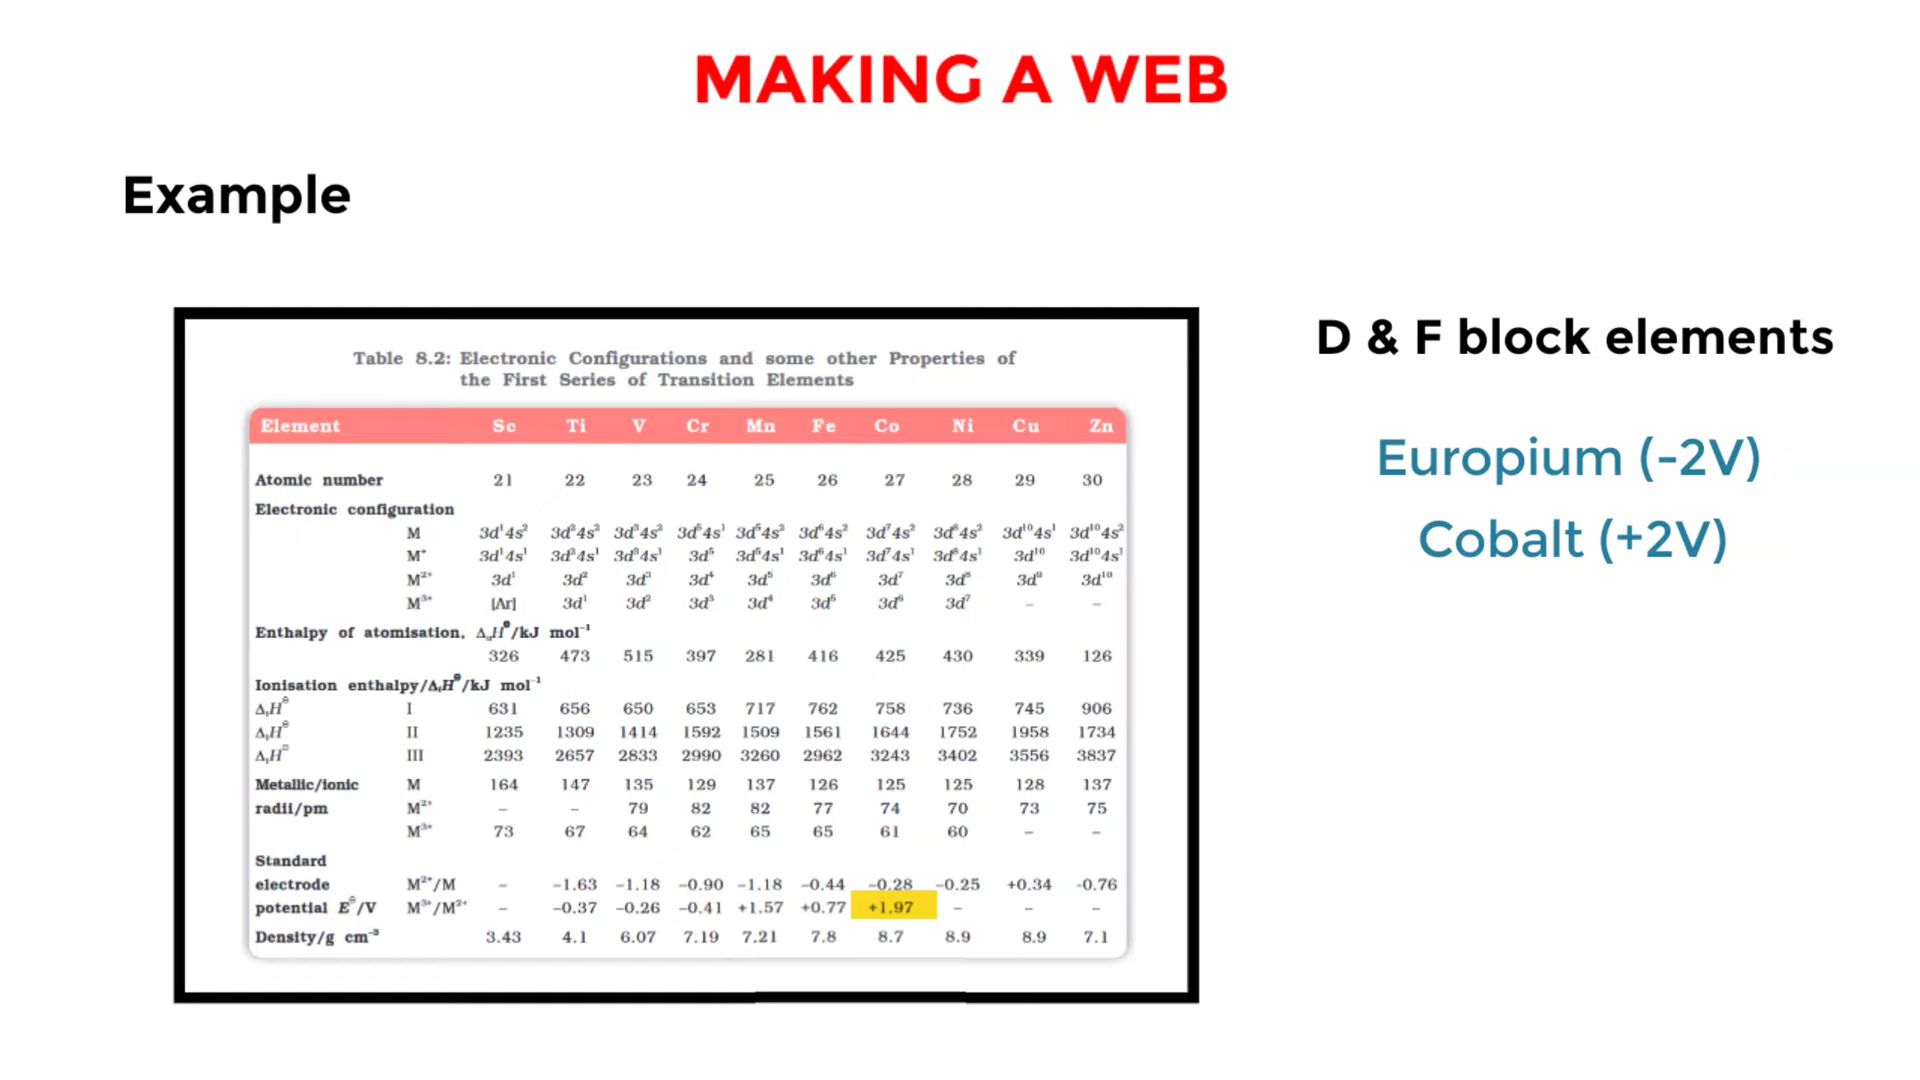 MAKING A WEB
Example
D & F block elements
Europium (-2V)
Cobalt (+2V)
Table 8.2: Electronic Configurations and some other Properties of
the First Series of Transition Elements
Element Sc Ti V Cr Mn Fe Co Ni Cu Zn
Atomic number 21 22 23 24 25 26 27 28 29 30
Electronic configuration
M 3d¹4s² 3d²4s² 3d³4s² 3d⁵4s¹ 3d⁵4s² 3d⁶4s² 3d⁷4s² 3d⁸4s² 3d¹⁰4s¹ 3d¹⁰4s²
M⁺ 3d¹4s¹ 3d²4s¹ 3d³4s¹ 3d⁵ 3d⁵4s¹ 3d⁶4s¹ 3d⁷4s¹ 3d⁸4s¹ 3d¹⁰ 3d¹⁰4s¹
M²⁺ 3d¹ 3d² 3d³ 3d⁴ 3d⁵ 3d⁶ 3d⁷ 3d⁸ 3d⁹ 3d¹⁰
M³⁺ [Ar] 3d¹ 3d² 3d³ 3d⁴ 3d⁵ 3d⁶ 3d⁷ – –
Enthalpy of atomisation, ΔₐH⊖/kJ mol⁻¹
326 473 515 397 281 416 425 430 339 126
Ionisation enthalpy/ΔᵢH⊖/kJ mol⁻¹
ΔᵢH⊖ I 631 656 650 653 717 762 758 736 745 906
ΔᵢH⊖ II 1235 1309 1414 1592 1509 1561 1644 1752 1958 1734
ΔᵢH⊖ III 2393 2657 2833 2990 3260 2962 3243 3402 3556 3837
Metallic/ionic M 164 147 135 129 137 126 125 125 128 137
radii/pm M²⁺ – – 79 82 82 77 74 70 73 75
M³⁺ 73 67 64 62 65 65 61 60 – –
Standard
electrode M²⁺/M – –1.63 –1.18 –0.90 –1.18 –0.44 –0.28 –0.25 +0.34 -0.76
potential E⊖/V M³⁺/M²⁺ – –0.37 –0.26 –0.41 +1.57 +0.77 +1.97 – – –
Density/g cm⁻³ 3.43 4.1 6.07 7.19 7.21 7.8 8.7 8.9 8.9 7.1